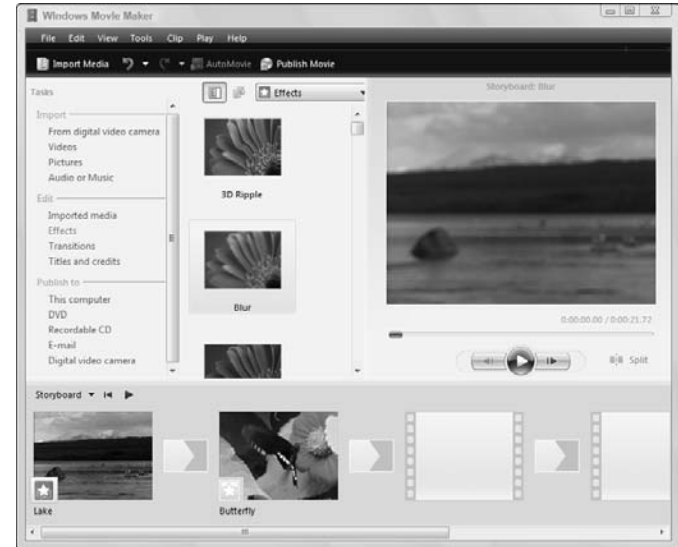 Windows Movie Maker
File Edit View Tools Clip Play Help
Import Media AutoMovie Publish Movie
Tasks
Import
From digital video camera
Videos
Pictures
Audio or Music
Edit
Imported media
Effects
Transitions
Titles and credits
Publish to
This computer
DVD
Recordable CD
E-mail
Digital video camera
Effects
3D Ripple
Blur
Storyboard: Blur
0:00:00.00 / 0:00:21.72
Split
Storyboard
Lake
Butterfly